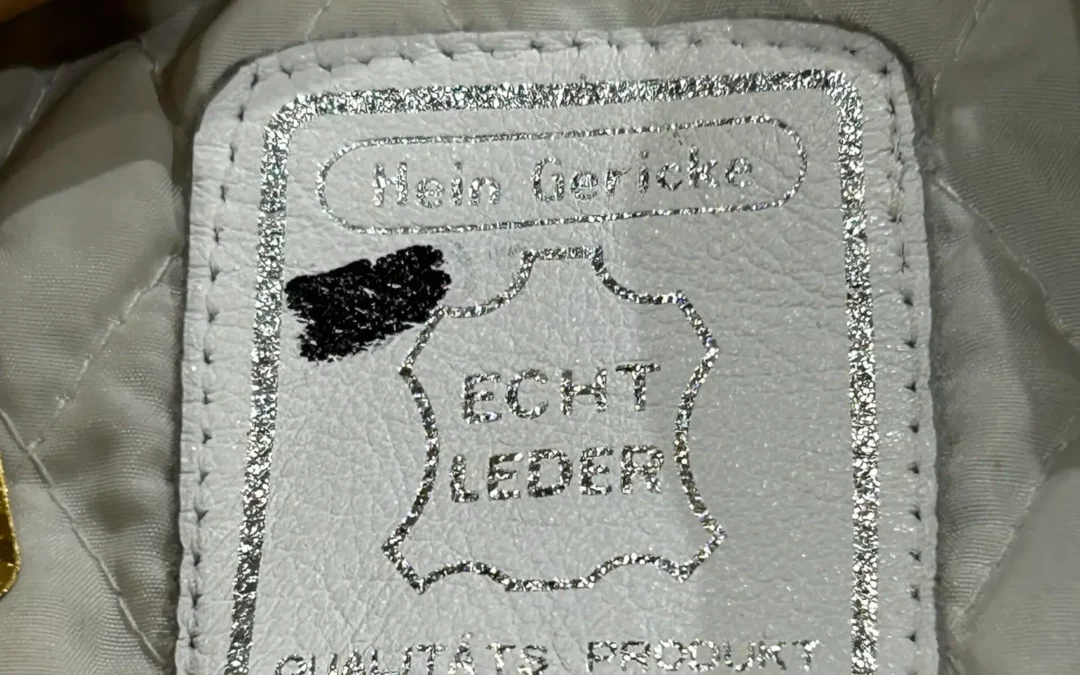 Hein Gericke
ECHT
LEDER
QUALITÄTS PRODUKT